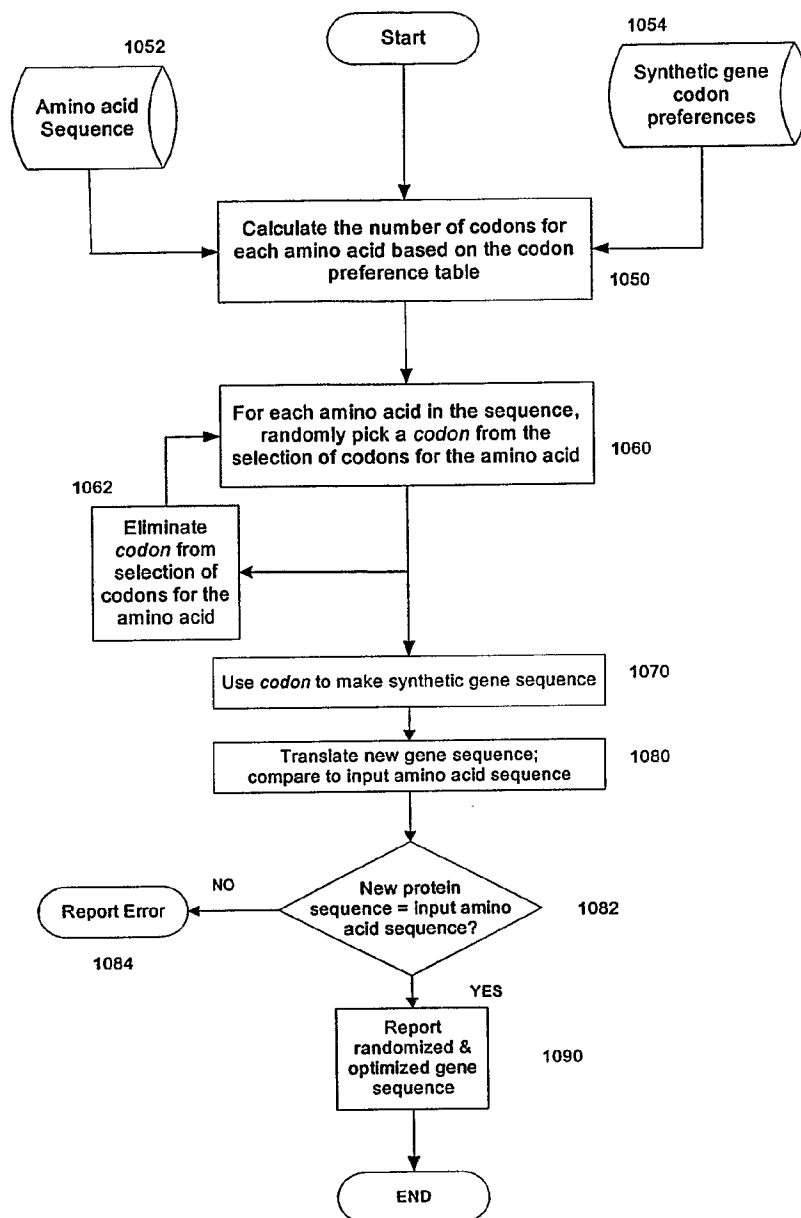 Start
1052
1054
Amino acid
Sequence
Synthetic gene
codon
preferences
Calculate the number of codons for
each amino acid based on the codon
preference table
1050
For each amino acid in the sequence,
randomly pick a codon from the
selection of codons for the amino acid
1060
1062
Eliminate
codon from
selection of
codons for the
amino acid
Use codon to make synthetic gene sequence
1070
Translate new gene sequence;
compare to input amino acid sequence
1080
New protein
sequence = input amino
acid sequence?
1082
NO
Report Error
1084
YES
Report
randomized &
optimized gene
sequence
1090
END